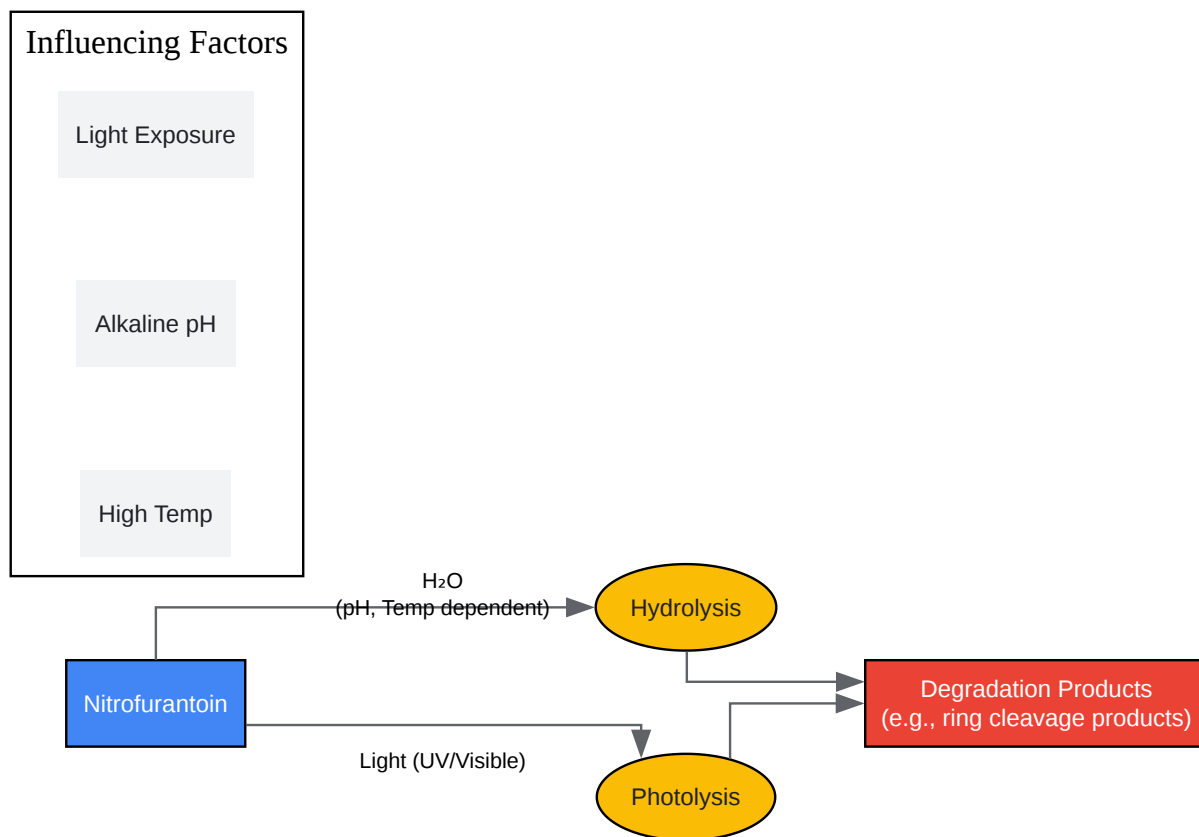 Influencing Factors
Light Exposure
Alkaline pH
High Temp
H₂O
(pH, Temp dependent)
Hydrolysis
Nitrofurantoin
Degradation Products
(e.g., ring cleavage products)
Light (UV/Visible)
Photolysis